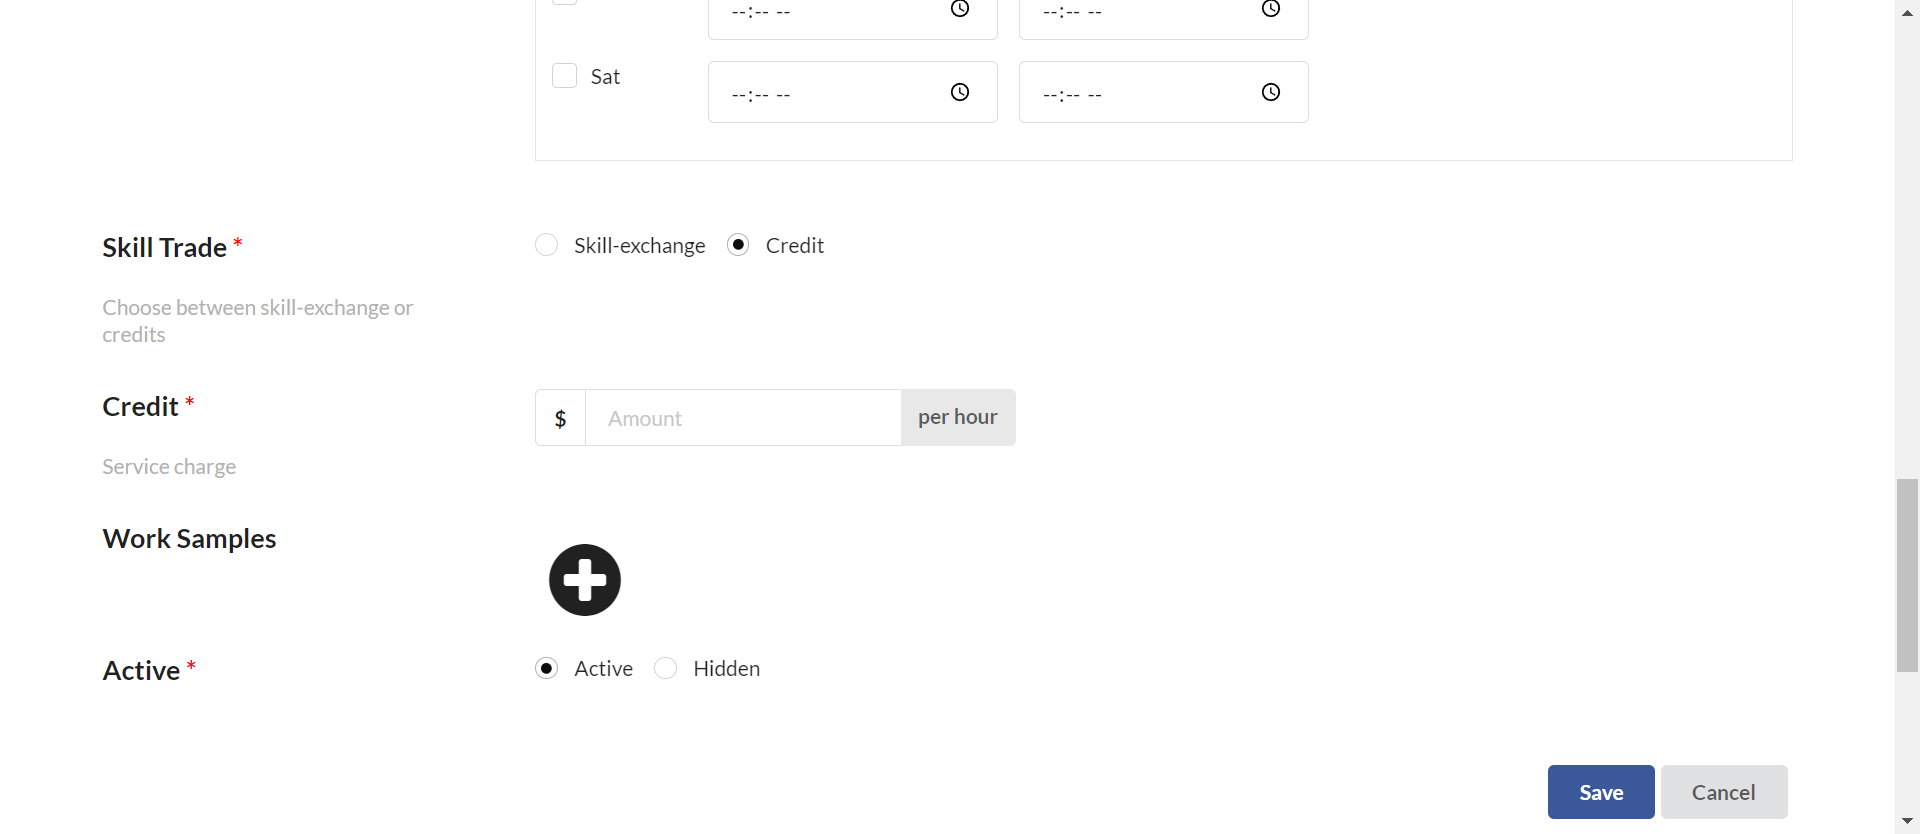 --:-- -- --:-- --
Sat --:-- -- --:-- --
Skill Trade * Skill-exchange Credit
Choose between skill-exchange or
credits
Credit * $ Amount per hour
Service charge
Work Samples
Active * Active Hidden
Save Cancel